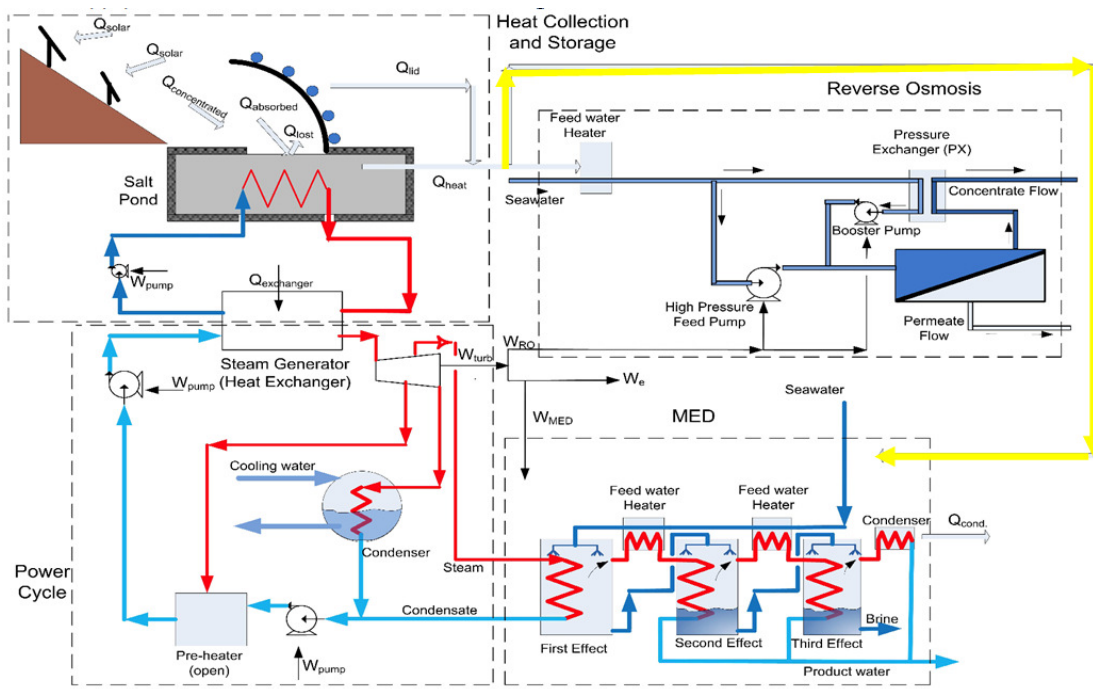 Heat Collection
and Storage
Qsolar
Qsolar
Qconcentrated
Qabsorbed
Qlost
Qlid
Qheat
Salt
Pond
Wpump
Qexchanger
Steam Generator
(Heat Exchanger)
Reverse Osmosis
Feed water
Heater
Pressure
Exchanger (PX)
Seawater
Concentrate Flow
Booster Pump
High Pressure
Feed Pump
Permeate
Flow
Wpump
Wturb
WRO
We
WMED
Cooling water
Condenser
Power
Cycle
Pre-heater
(open)
Wpump
Steam
Condensate
MED
Seawater
Feed water
Heater
Feed water
Heater
Condenser
Qcond.
First Effect
Second Effect
Third Effect
Brine
Product water